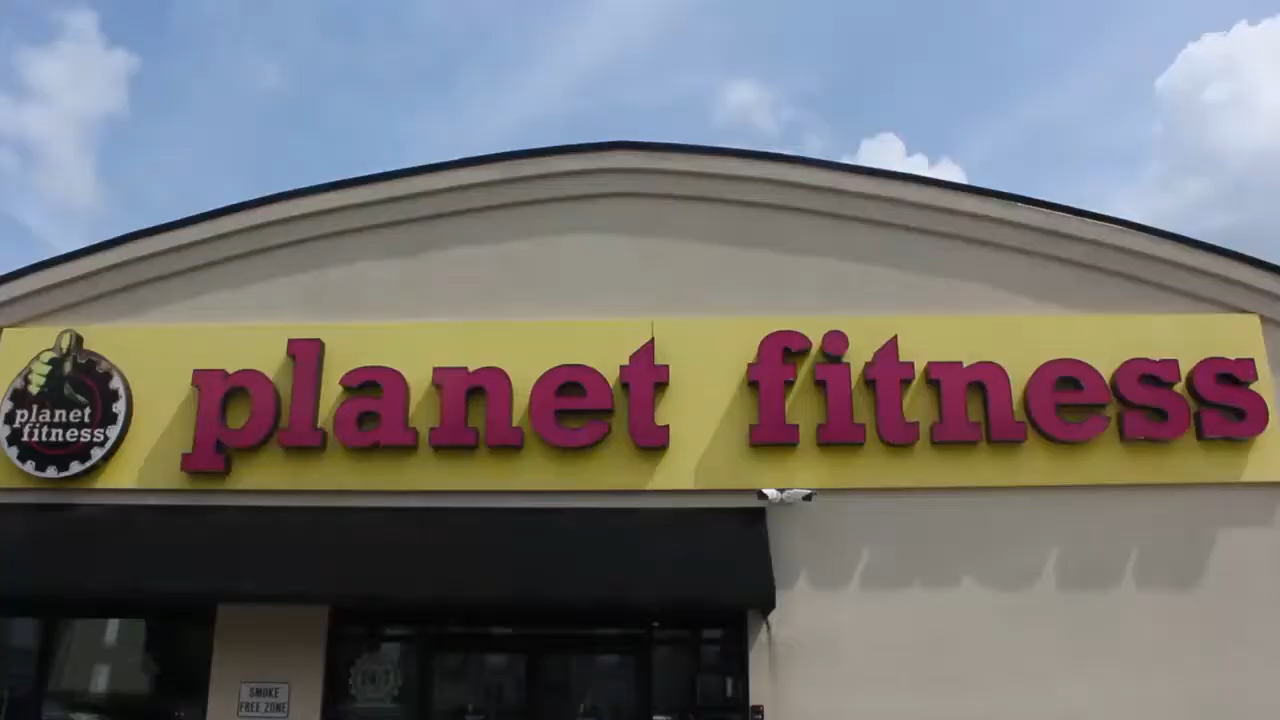 planet fitness
planet
fitness
SMOKE
FREE ZONE